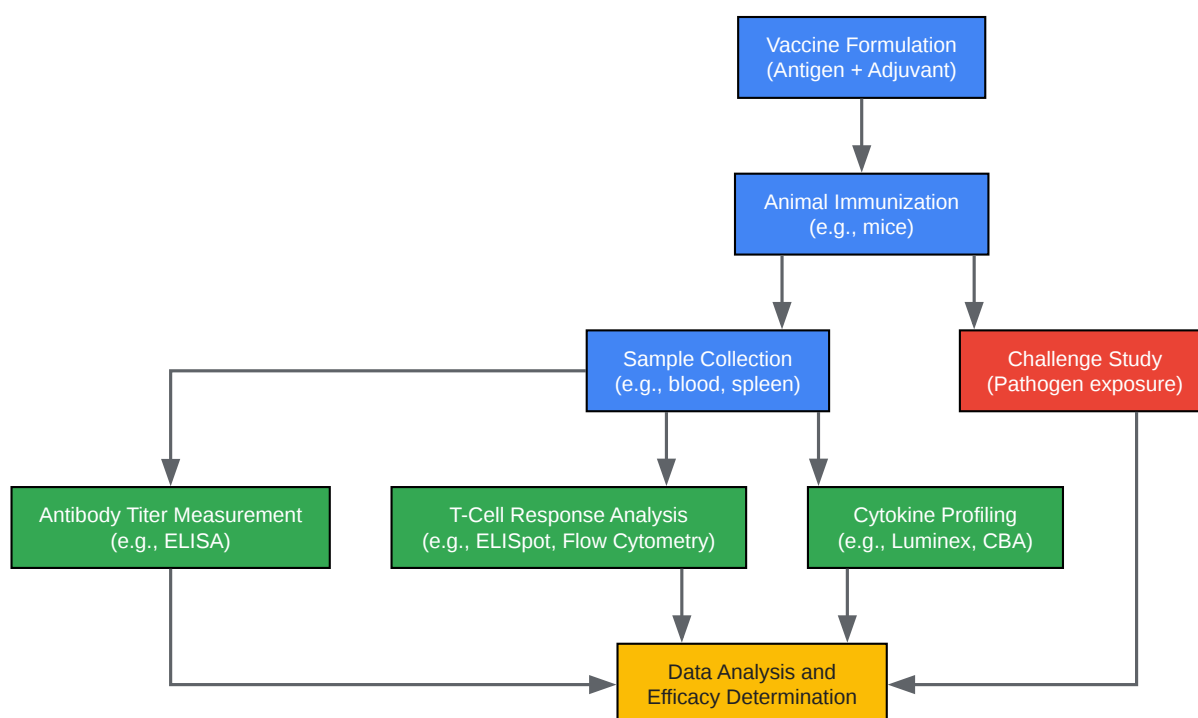 Vaccine Formulation
(Antigen + Adjuvant)
Animal Immunization
(e.g., mice)
Sample Collection
(e.g., blood, spleen)
Challenge Study
(Pathogen exposure)
Antibody Titer Measurement
(e.g., ELISA)
T-Cell Response Analysis
(e.g., ELISpot, Flow Cytometry)
Cytokine Profiling
(e.g., Luminex, CBA)
Data Analysis and
Efficacy Determination